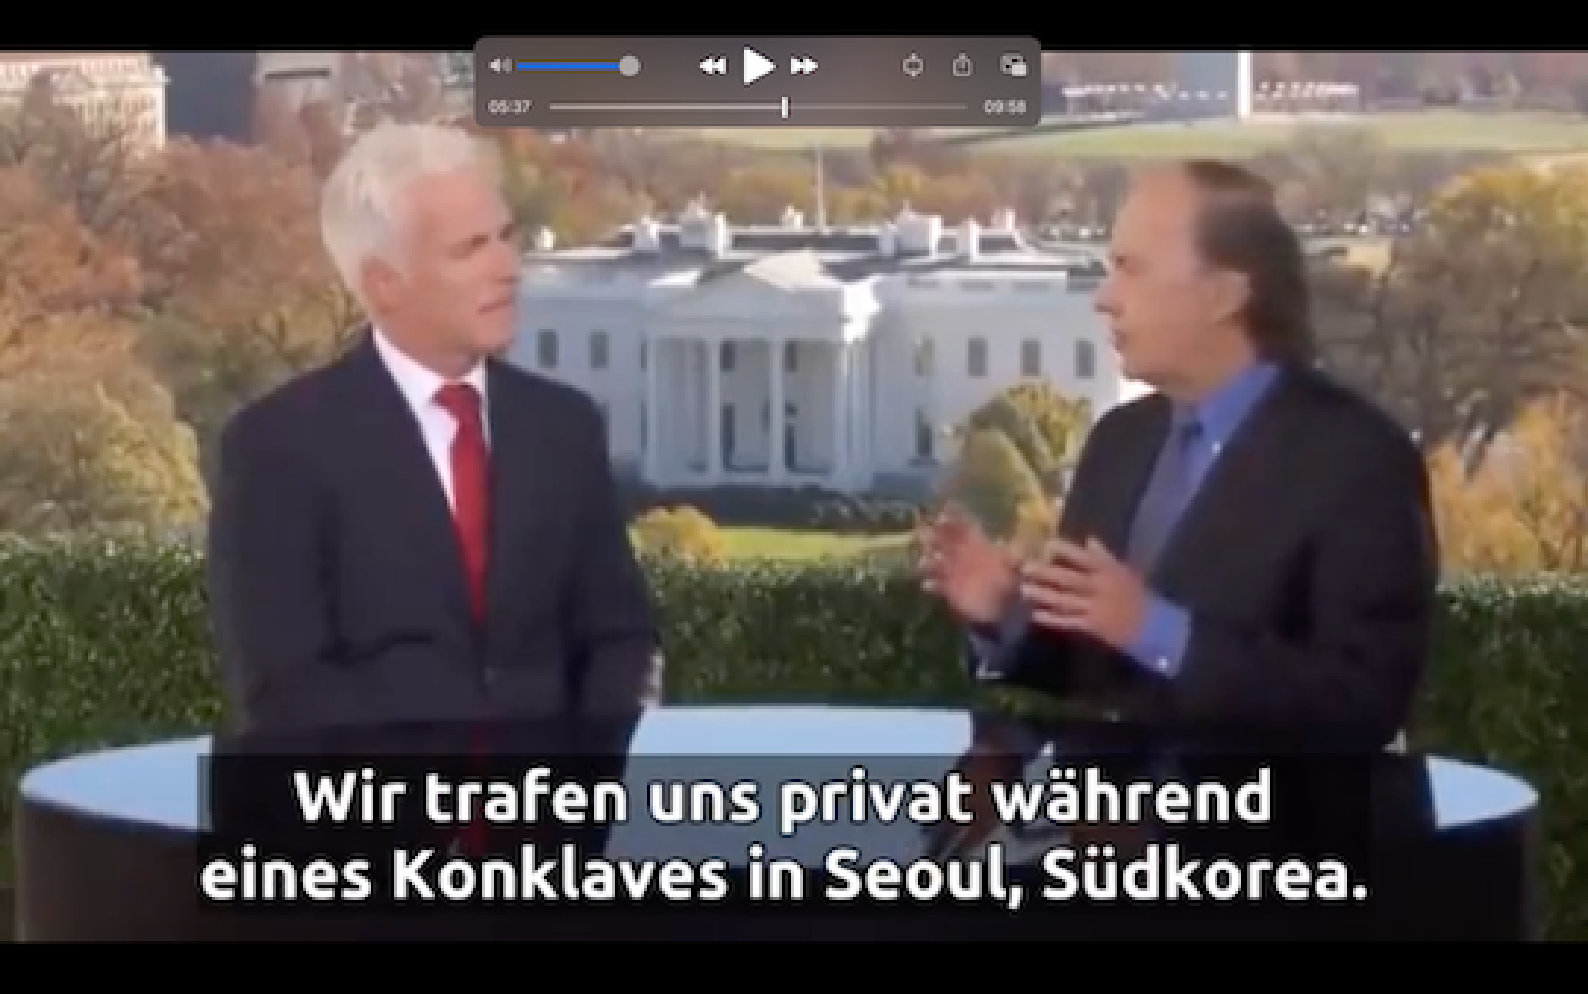 05:37
09:58
Wir trafen uns privat während
eines Konklaves in Seoul, Südkorea.